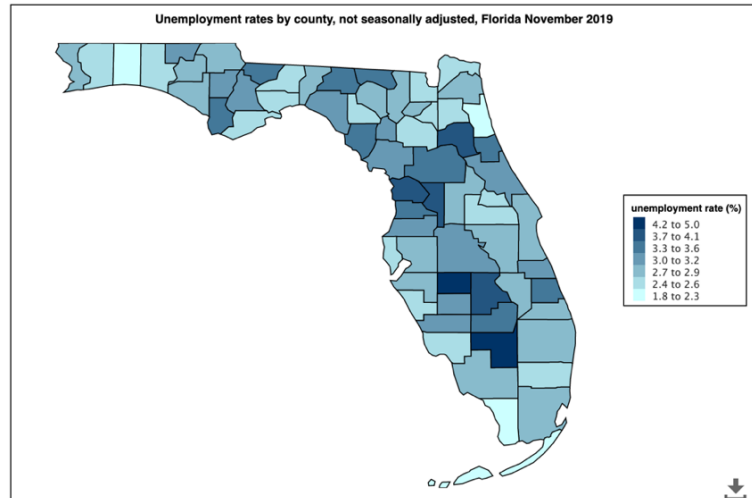 Unemployment rates by county, not seasonally adjusted, Florida November 2019
unemployment rate (%)
4.2 to 5.0
3.7 to 4.1
3.3 to 3.6
3.0 to 3.2
2.7 to 2.9
2.4 to 2.6
1.8 to 2.3